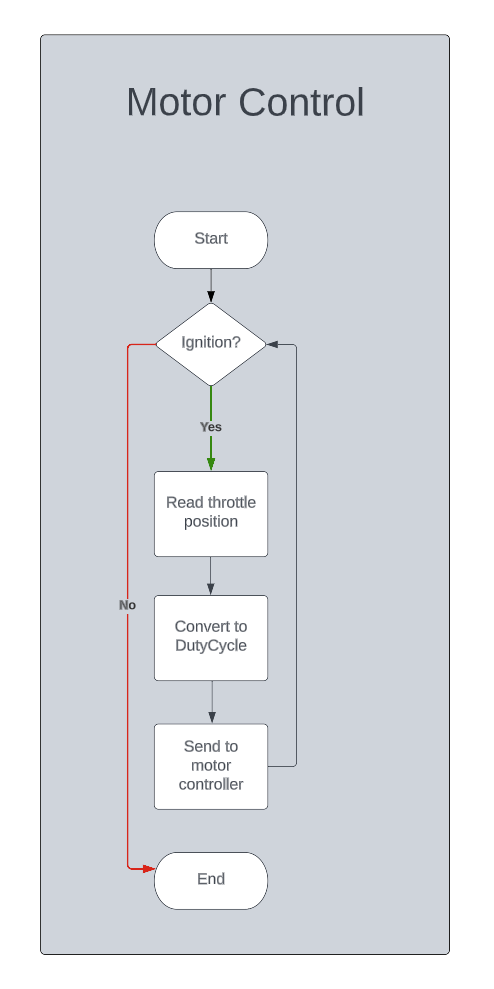 Motor Control
Start
Ignition?
Yes
Read throttle
position
No
Convert to
DutyCycle
Send to
motor
controller
End